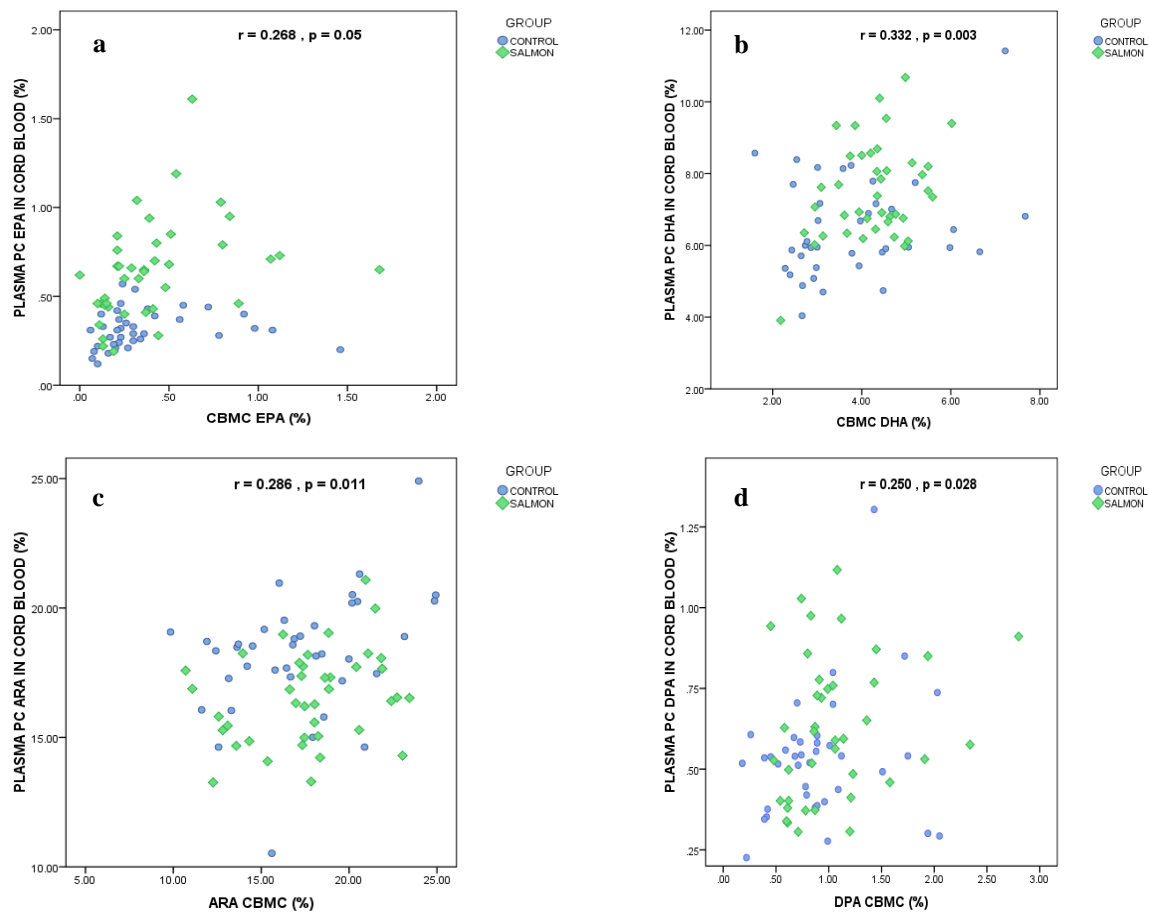 a
r = 0.268 , p = 0.05
GROUP
CONTROL
SALMON
PLASMA PC EPA IN CORD BLOOD (%)
2.00
1.50
1.00
.50
.00
.00 .50 1.00 1.50 2.00
CBMC EPA (%)
b
r = 0.332 , p = 0.003
GROUP
CONTROL
SALMON
PLASMA PC DHA IN CORD BLOOD (%)
12.00
10.00
8.00
6.00
4.00
2.00
2.00 4.00 6.00 8.00
CBMC DHA (%)
c
r = 0.286 , p = 0.011
GROUP
CONTROL
SALMON
PLASMA PC ARA IN CORD BLOOD (%)
25.00
20.00
15.00
10.00
5.00 10.00 15.00 20.00 25.00
ARA CBMC (%)
d
r = 0.250 , p = 0.028
GROUP
CONTROL
SALMON
PLASMA PC DPA IN CORD BLOOD (%)
1.25
1.00
.75
.50
.25
.00 .50 1.00 1.50 2.00 2.50 3.00
DPA CBMC (%)